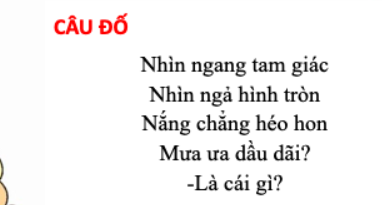 CÂU ĐỐ
Nhìn ngang tam giác
Nhìn ngả hình tròn
Nắng chẳng héo hon
Mưa ưa dầu dãi?
-Là cái gì?